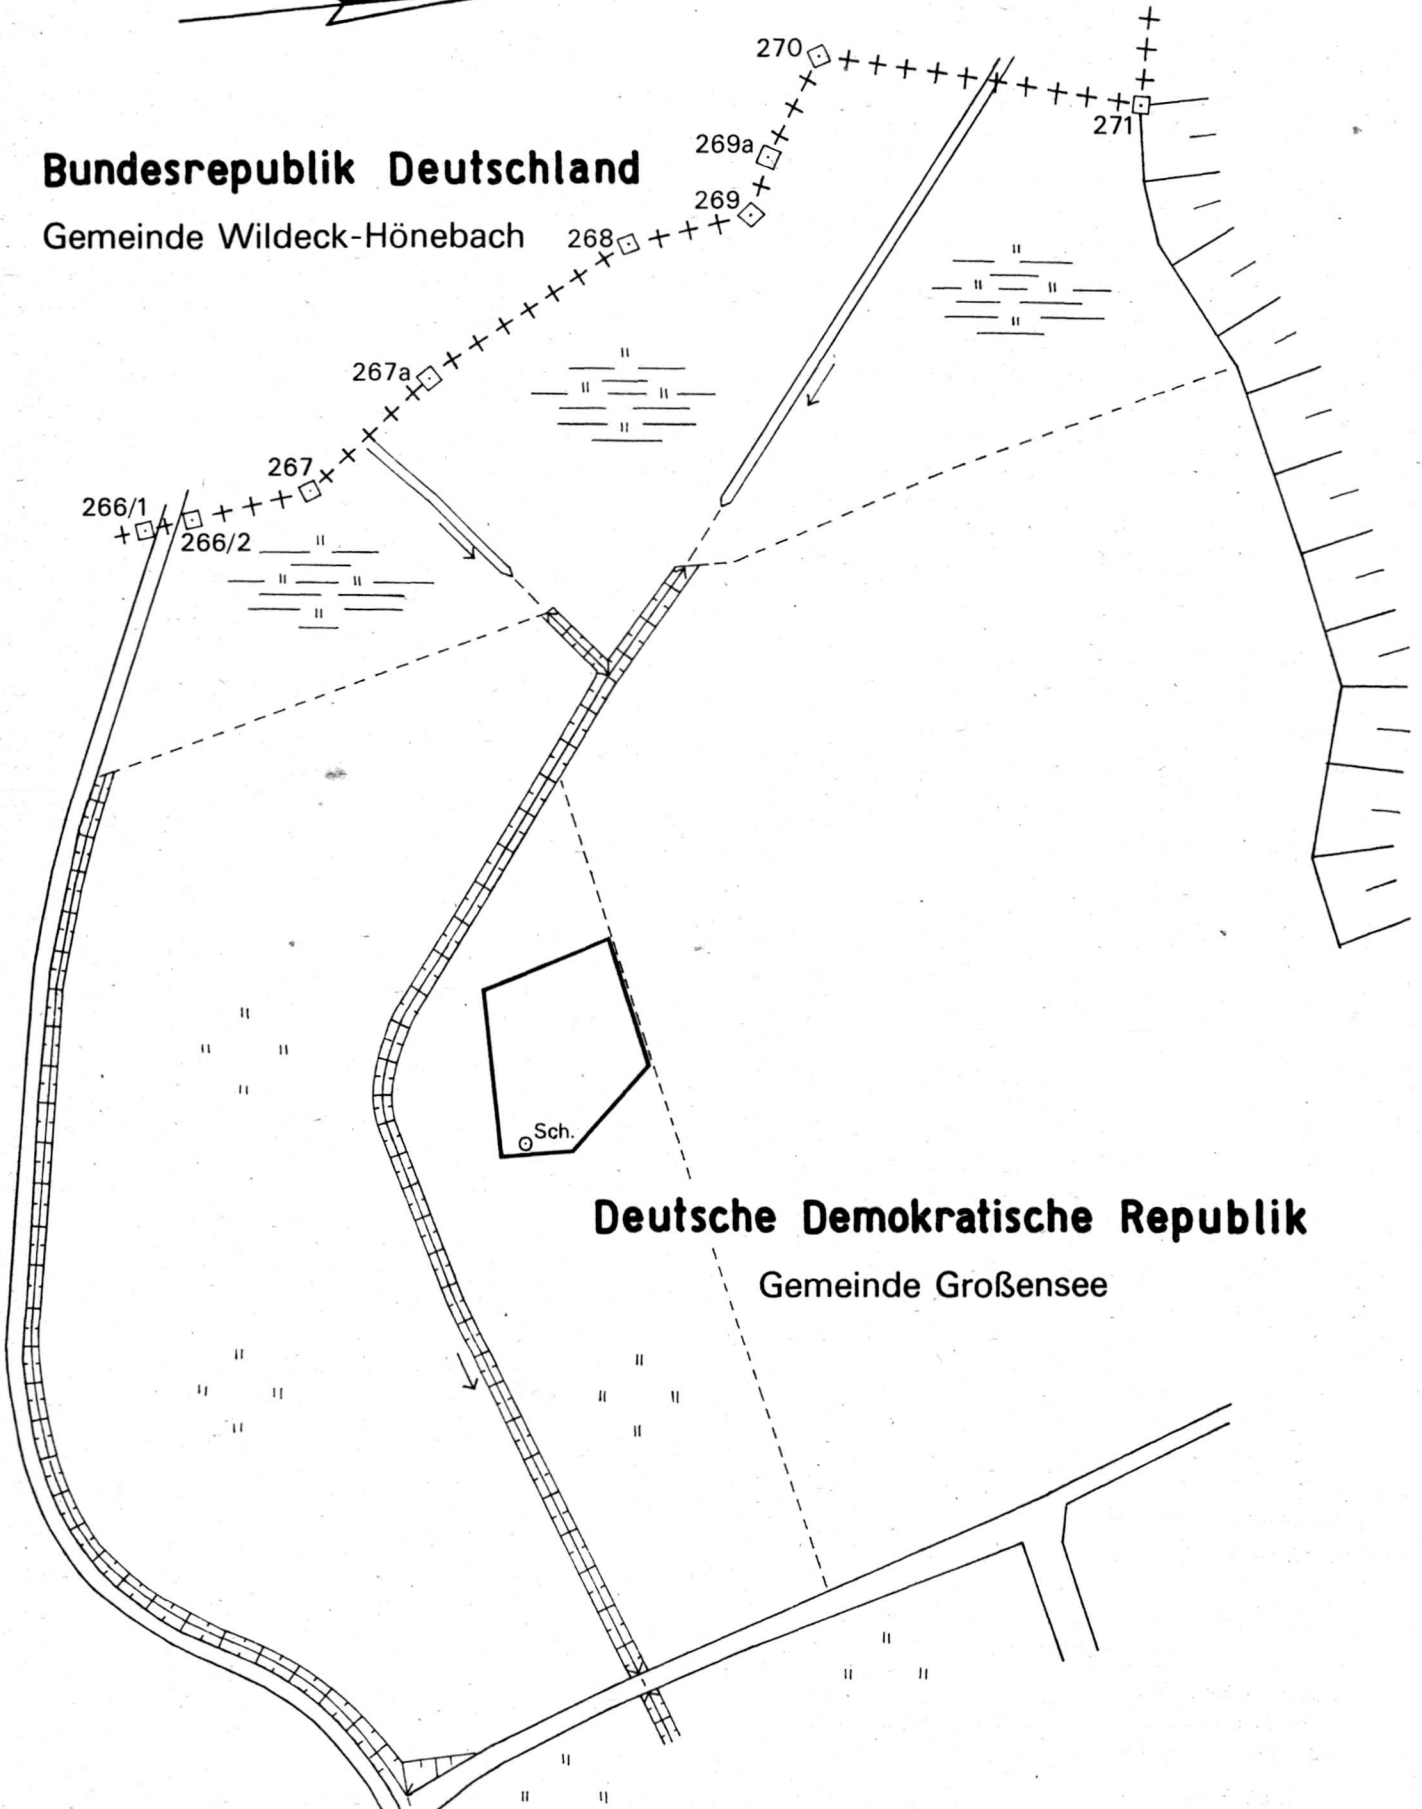 270
271
269a
Bundesrepublik Deutschland
269
Gemeinde Wildeck-Hönebach
268
267a
267
266/1
266/2
Sch.
Deutsche Demokratische Republik
Gemeinde Großensee